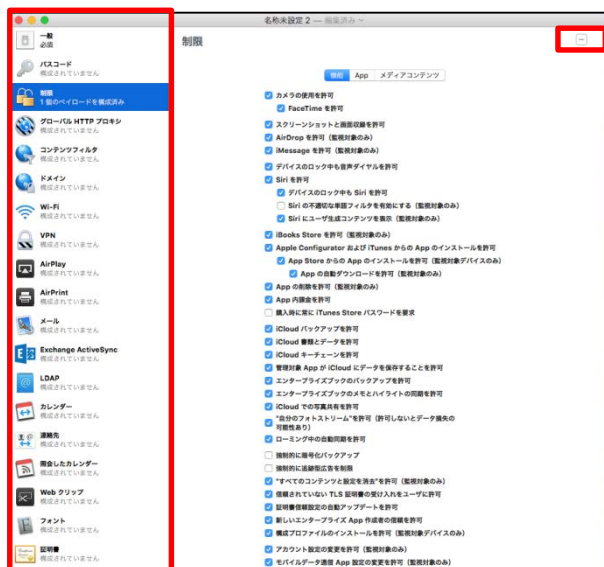 名称未設定 2 — 編集済み
一般
必須
パスコード
構成されていません
制限
1 個のペイロードを構成済み
グローバル HTTP プロキシ
構成されていません
コンテンツフィルタ
構成されていません
ドメイン
構成されていません
Wi-Fi
構成されていません
VPN
構成されていません
AirPlay
構成されていません
AirPrint
構成されていません
メール
構成されていません
Exchange ActiveSync
構成されていません
LDAP
構成されていません
カレンダー
構成されていません
連絡先
構成されていません
照会したカレンダー
構成されていません
Web クリップ
構成されていません
フォント
構成されていません
証明書
構成されていません
制限
機能 App メディアコンテンツ
カメラの使用を許可
FaceTime を許可
スクリーンショットと画面収録を許可
AirDrop を許可（監視対象のみ）
iMessage を許可（監視対象のみ）
デバイスのロック中も音声ダイヤルを許可
Siri を許可
デバイスのロック中も Siri を許可
Siri の不適切な単語フィルタを有効にする（監視対象のみ）
Siri にユーザ生成コンテンツを表示（監視対象のみ）
iBooks Store を許可（監視対象のみ）
Apple Configurator および iTunes からの App のインストールを許可
App Store からの App のインストールを許可（監視対象デバイスのみ）
App の自動ダウンロードを許可（監視対象のみ）
App の削除を許可（監視対象のみ）
App 内課金を許可
購入時に常に iTunes Store パスワードを要求
iCloud バックアップを許可
iCloud 書類とデータを許可
iCloud キーチェーンを許可
管理対象 App が iCloud にデータを保存することを許可
エンタープライズブックのバックアップを許可
エンタープライズブックのメモとハイライトの同期を許可
iCloud での写真共有を許可
"自分のフォトストリーム"を許可（許可しないとデータ損失の
可能性あり）
ローミング中の自動同期を許可
強制的に暗号化バックアップ
強制的に追跡型広告を制限
"すべてのコンテンツと設定を消去"を許可（監視対象のみ）
信頼されていない TLS 証明書の受け入れをユーザに許可
証明書信頼設定の自動アップデートを許可
新しいエンタープライズ App 作成者の信頼を許可
構成プロファイルのインストールを許可（監視対象デバイスのみ）
アカウント設定の変更を許可（監視対象のみ）
モバイルデータ通信 App 設定の変更を許可（監視対象のみ）